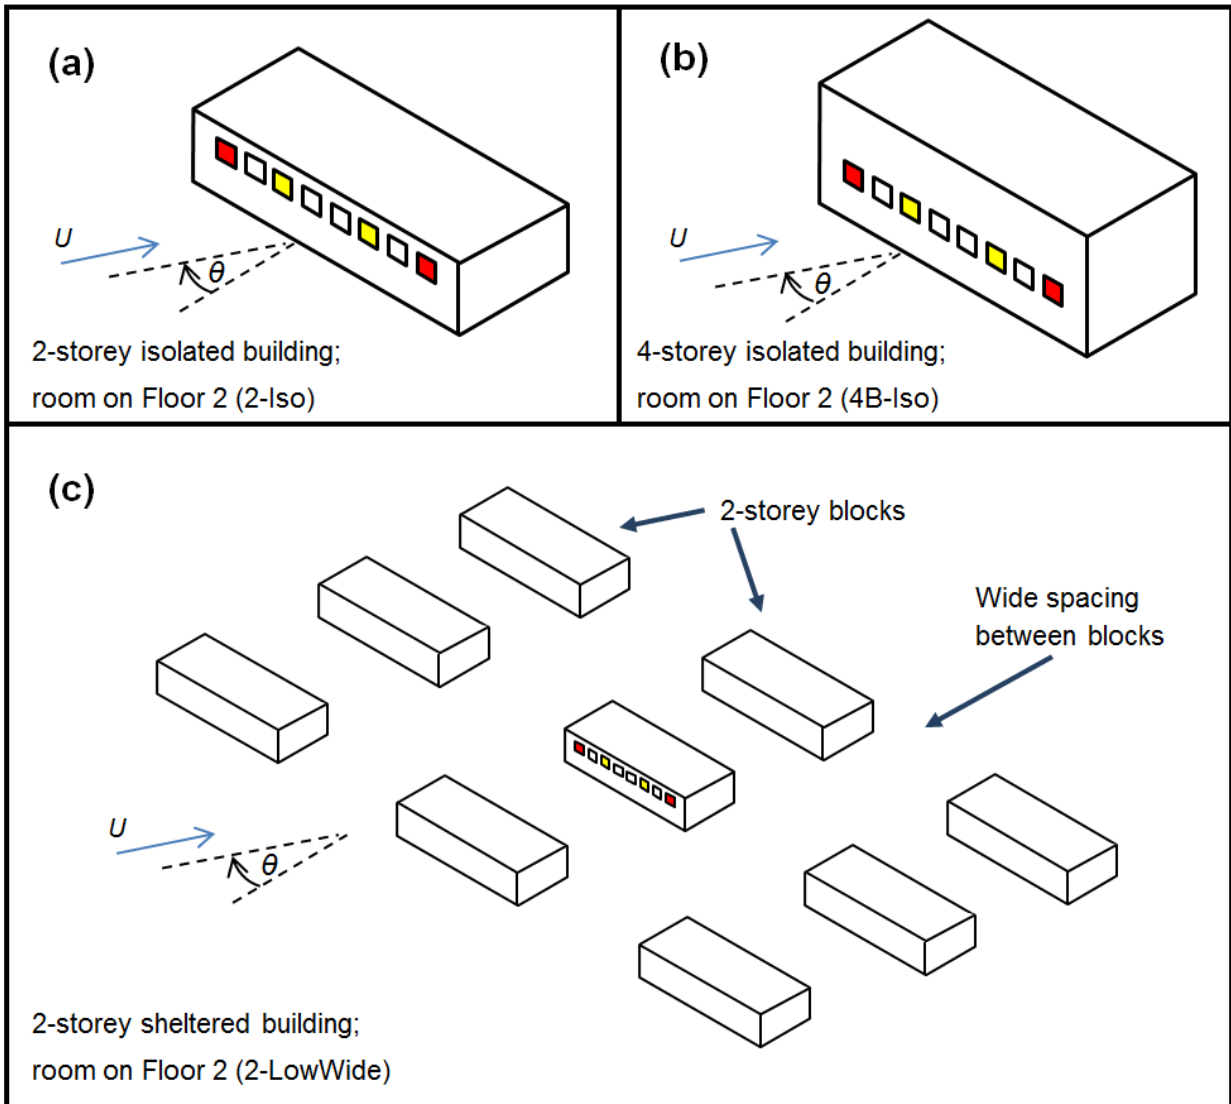 (a)
U
θ
2-storey isolated building;
room on Floor 2 (2-Iso)
(b)
U
θ
4-storey isolated building;
room on Floor 2 (4B-Iso)
(c)
2-storey blocks
Wide spacing
between blocks
U
θ
2-storey sheltered building;
room on Floor 2 (2-LowWide)